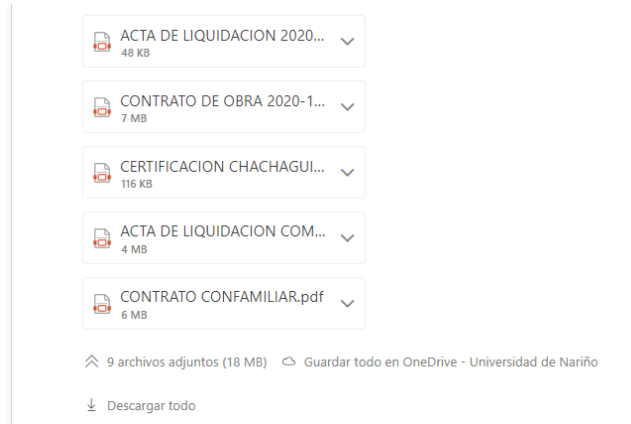 ACTA DE LIQUIDACION 2020...
48 KB
CONTRATO DE OBRA 2020-1...
7 MB
CERTIFICACION CHACHAGUI...
116 KB
ACTA DE LIQUIDACION COM...
4 MB
CONTRATO CONFAMILIAR.pdf
6 MB
9 archivos adjuntos (18 MB) Guardar todo en OneDrive - Universidad de Nariño
Descargar todo